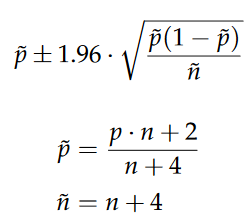 p̃ ± 1.96 · √(p̃(1 − p̃) / ñ)
p̃ = (p · n + 2) / (n + 4)
ñ = n + 4